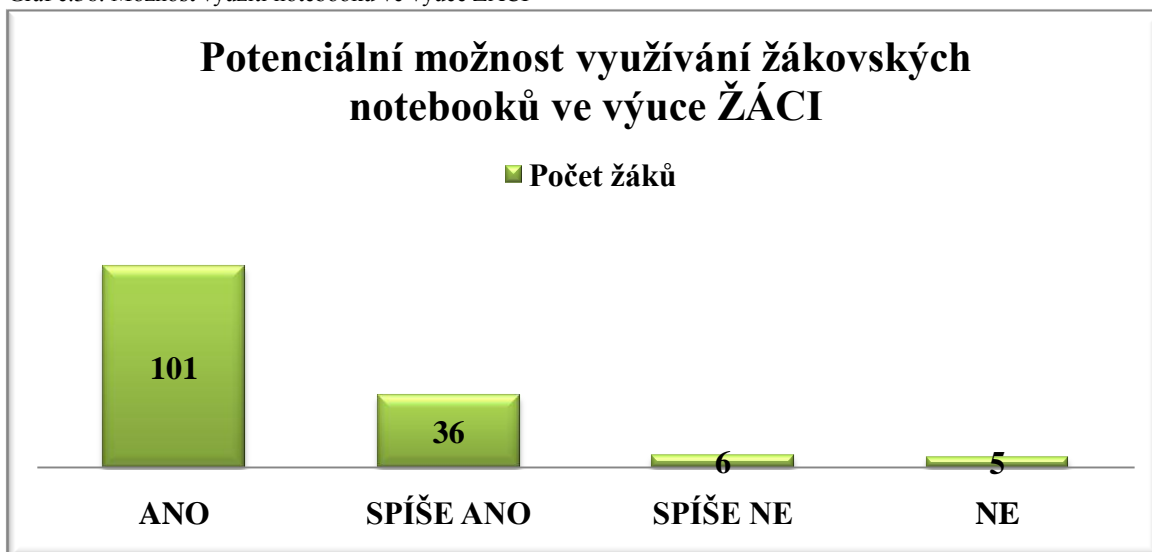 Potenciální možnost využívání žákovských
notebooků ve výuce ŽÁCI
Počet žáků
101
36
6
5
ANO
SPÍŠE ANO
SPÍŠE NE
NE